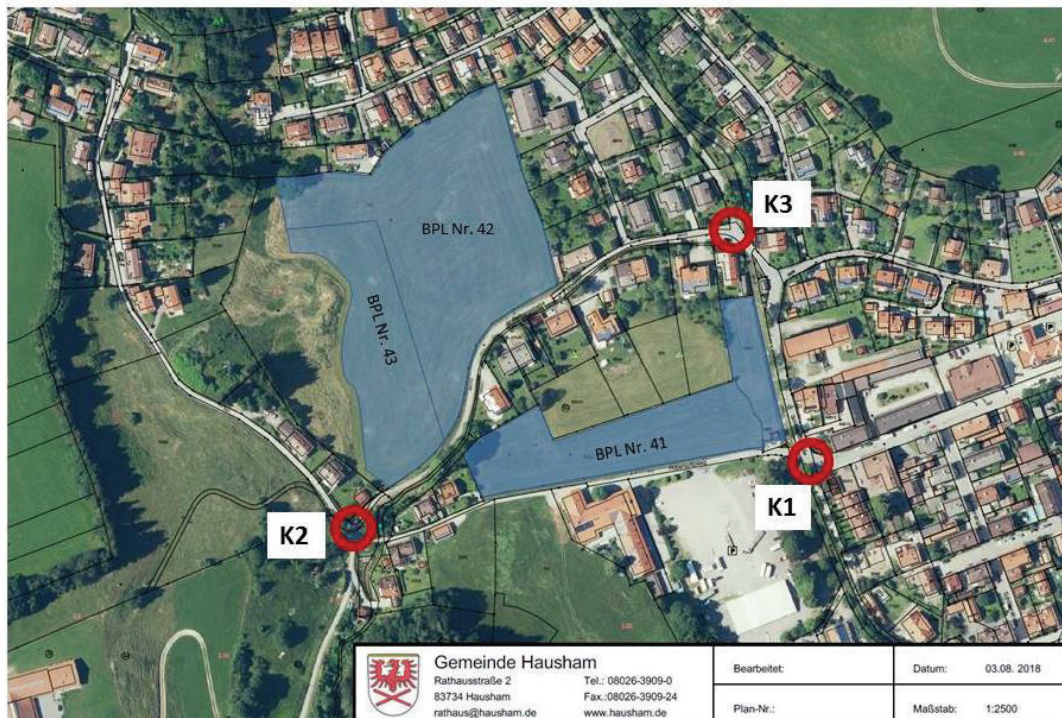 K3
BPL Nr. 42
BPL Nr. 43
BPL Nr. 41
K1
K2
Gemeinde Hausham
Rathausstraße 2
83734 Hausham
rathaus@hausham.de
Tel.: 08026-3909-0
Fax.:08026-3909-24
www.hausham.de
Bearbeitet:
Datum: 03.08. 2018
Plan-Nr.:
Maßstab: 1:2500